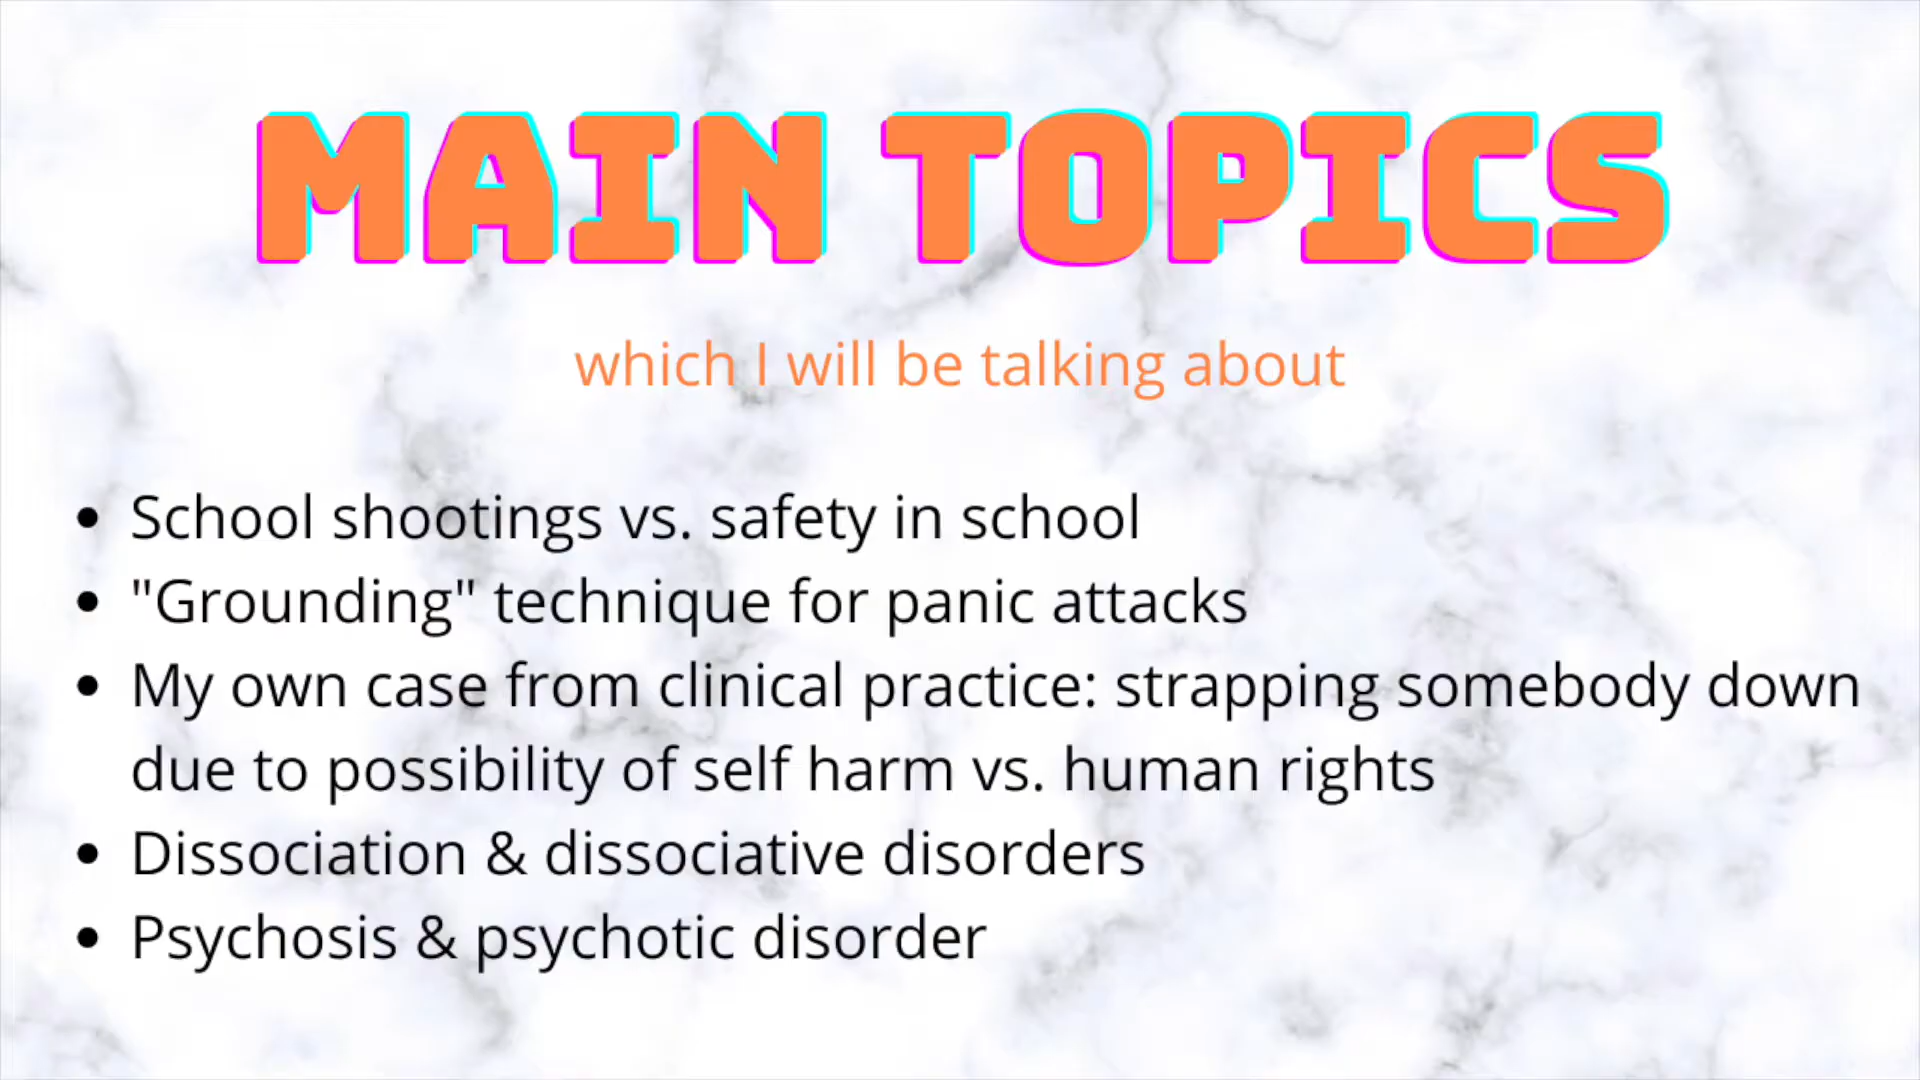 MAIN TOPICS
which I will be talking about
• School shootings vs. safety in school
• "Grounding" technique for panic attacks
• My own case from clinical practice: strapping somebody down
due to possibility of self harm vs. human rights
• Dissociation & dissociative disorders
• Psychosis & psychotic disorder